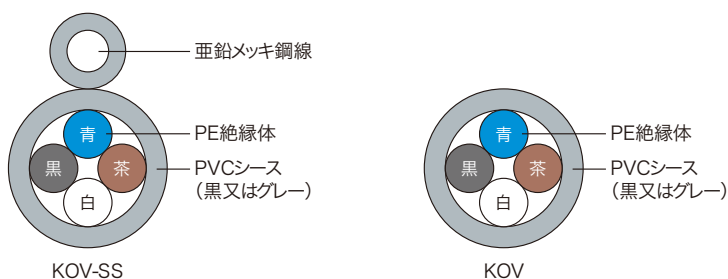 亜鉛メッキ鋼線
青
PE絶縁体
黒
茶
PVCシース
(黒又はグレー)
白
KOV-SS
青
PE絶縁体
黒
茶
PVCシース
(黒又はグレー)
白
KOV